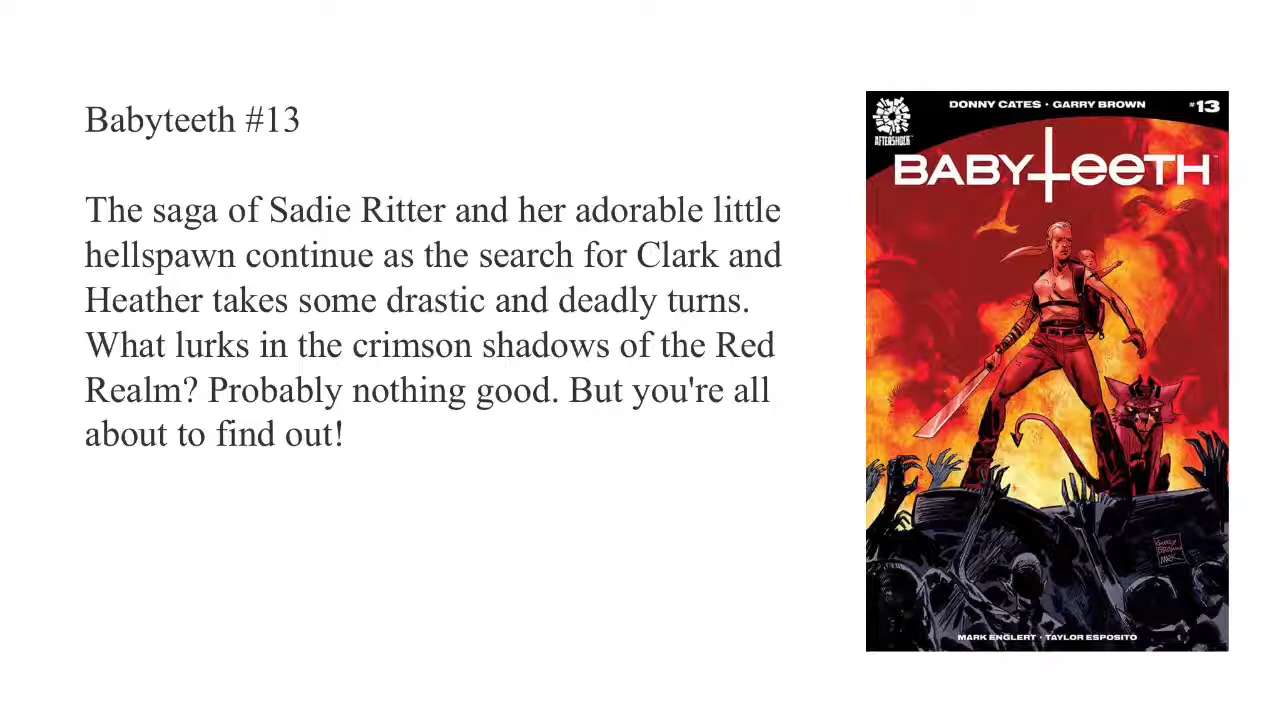 Babyteeth #13
The saga of Sadie Ritter and her adorable little
hellspawn continue as the search for Clark and
Heather takes some drastic and deadly turns.
What lurks in the crimson shadows of the Red
Realm? Probably nothing good. But you're all
about to find out!
AFTERSHOCK
DONNY CATES · GARRY BROWN
#13
BABYTEETH
GARRY
BROWN
MARK ENGLERT · TAYLOR ESPOSITO